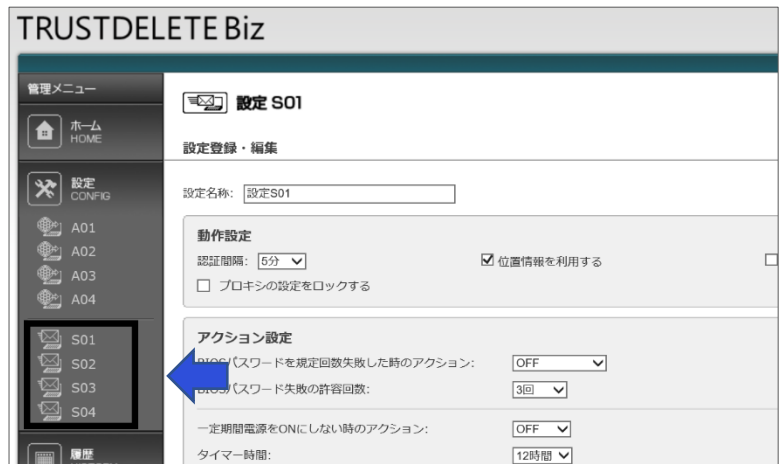 TRUSTDELETE Biz
管理メニュー
ホーム
HOME
設定
CONFIG
A01
A02
A03
A04
S01
S02
S03
S04
履歴
設定 S01
設定登録・編集
設定名称: 設定S01
動作設定
認証間隔: 5分
位置情報を利用する
プロキシの設定をロックする
アクション設定
BIOSパスワードを規定回数失敗した時のアクション: OFF
BIOSパスワード失敗の許容回数: 3回
一定期間電源をONにしない時のアクション: OFF
タイマー時間: 12時間